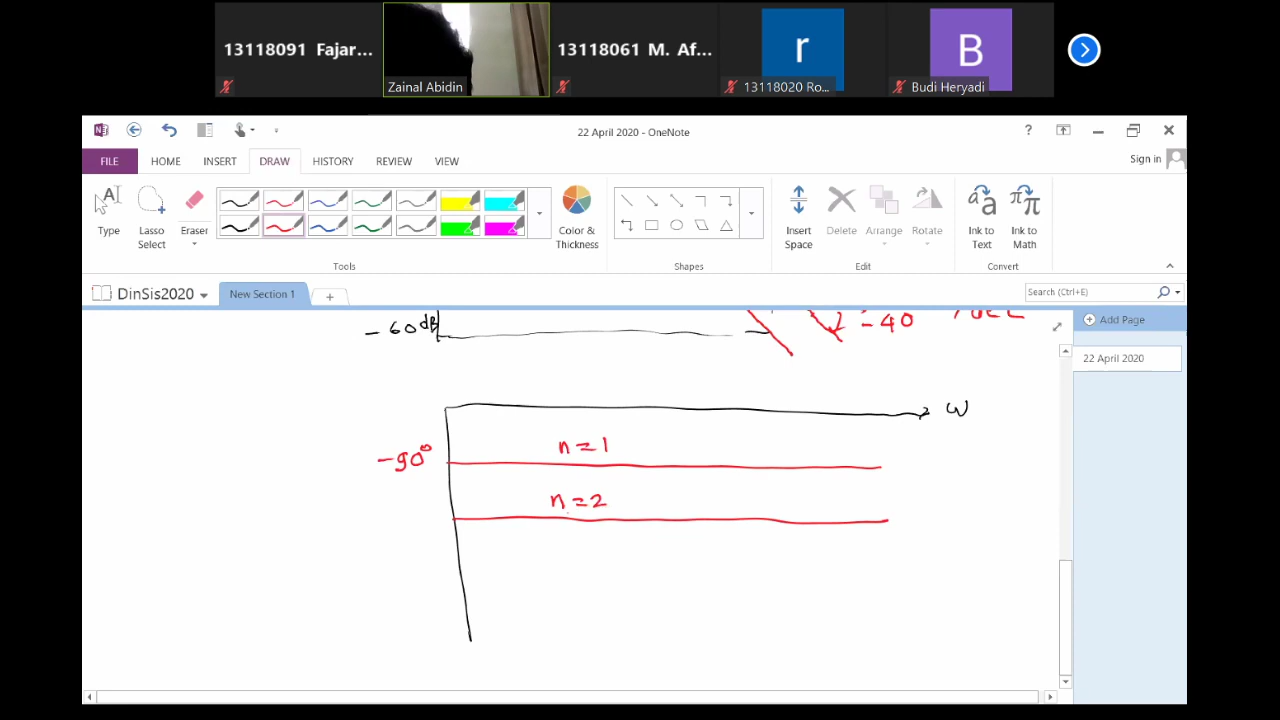 13118091 Fajar...
Zainal Abidin
13118061 M. Af...
r
13118020 Ro...
B
Budi Heryadi
22 April 2020 - OneNote
?
Sign in
FILE
HOME
INSERT
DRAW
HISTORY
REVIEW
VIEW
Type
Lasso
Select
Eraser
Color &
Thickness
Insert
Space
Delete
Arrange
Rotate
Ink to
Text
Ink to
Math
Tools
Shapes
Edit
Convert
DinSis2020
New Section 1
Search (Ctrl+E)
Add Page
22 April 2020
-60 dB
-40
ω
n=1
-90°
n=2